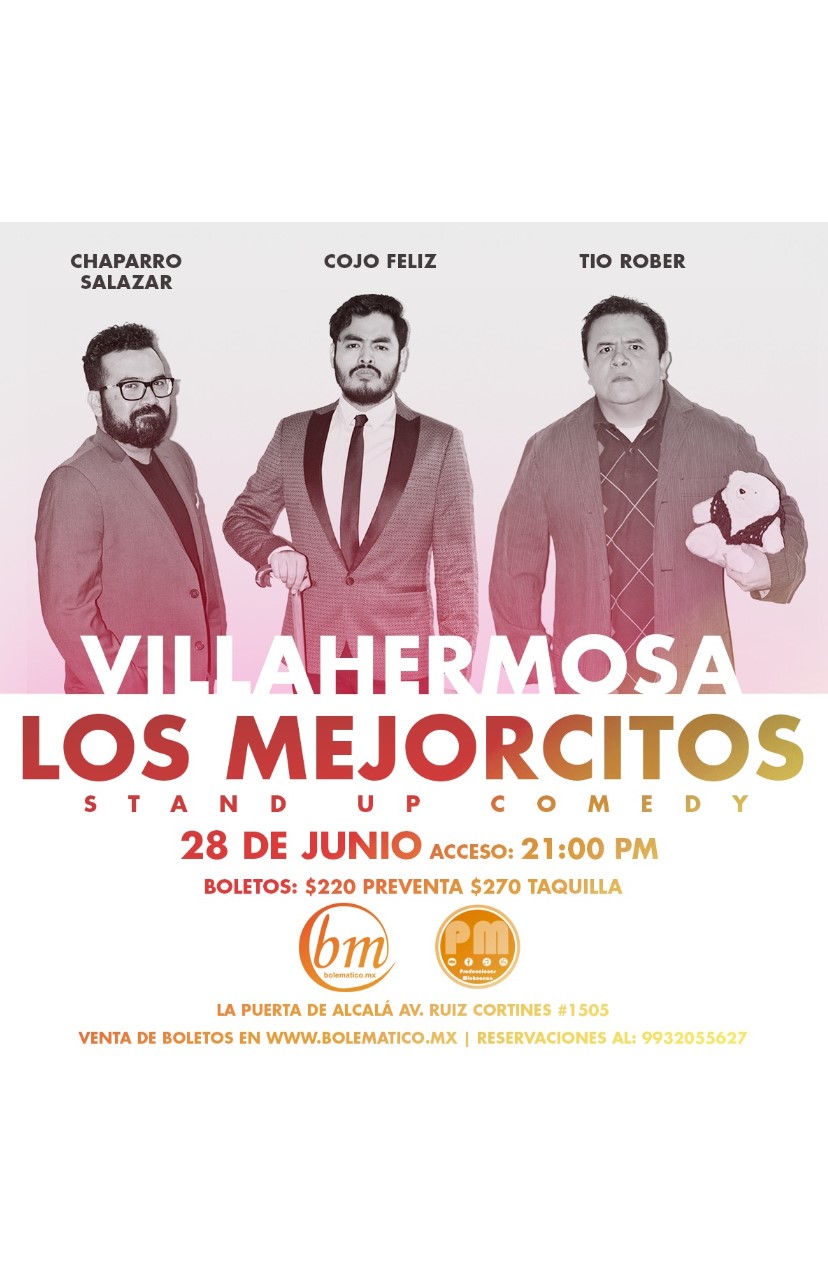 CHAPARRO
SALAZAR
COJO FELIZ
TIO ROBER
VILLAHERMOSA
LOS MEJORCITOS
STAND UP COMEDY
28 DE JUNIO ACCESO: 21:00 PM
BOLETOS: $220 PREVENTA $270 TAQUILLA
bm
bolematico.mx
PM
Producciones
LA PUERTA DE ALCALÁ AV. RUIZ CORTINES #1505
VENTA DE BOLETOS EN WWW.BOLEMATICO.MX | RESERVACIONES AL: 9932055627